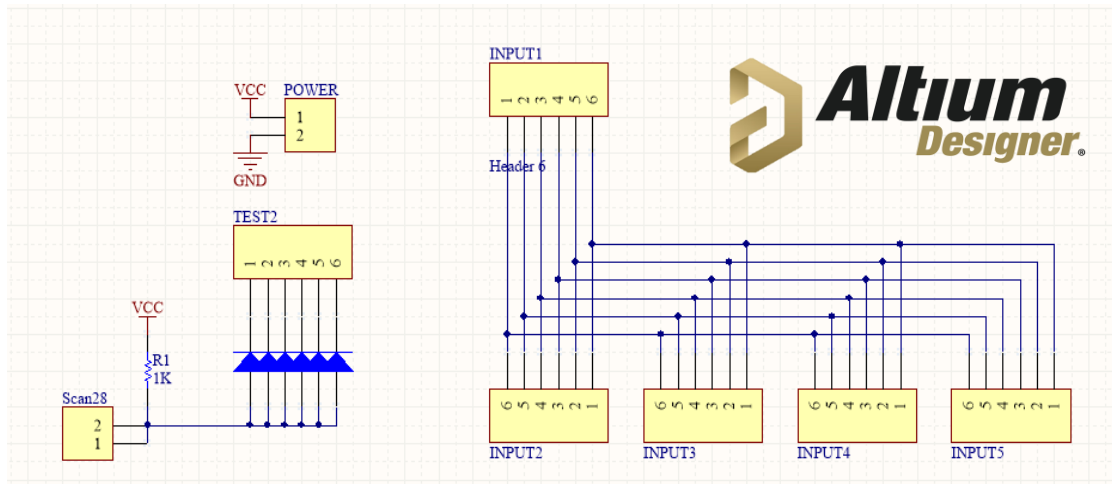 INPUT1
1 2 3 4 5 6
Header 6
Altium
Designer®
VCC
POWER
1
2
GND
TEST2
1 2 3 4 5 6
VCC
R1
1K
Scan28
2
1
6 5 4 3 2 1
INPUT2
6 5 4 3 2 1
INPUT3
6 5 4 3 2 1
INPUT4
6 5 4 3 2 1
INPUT5